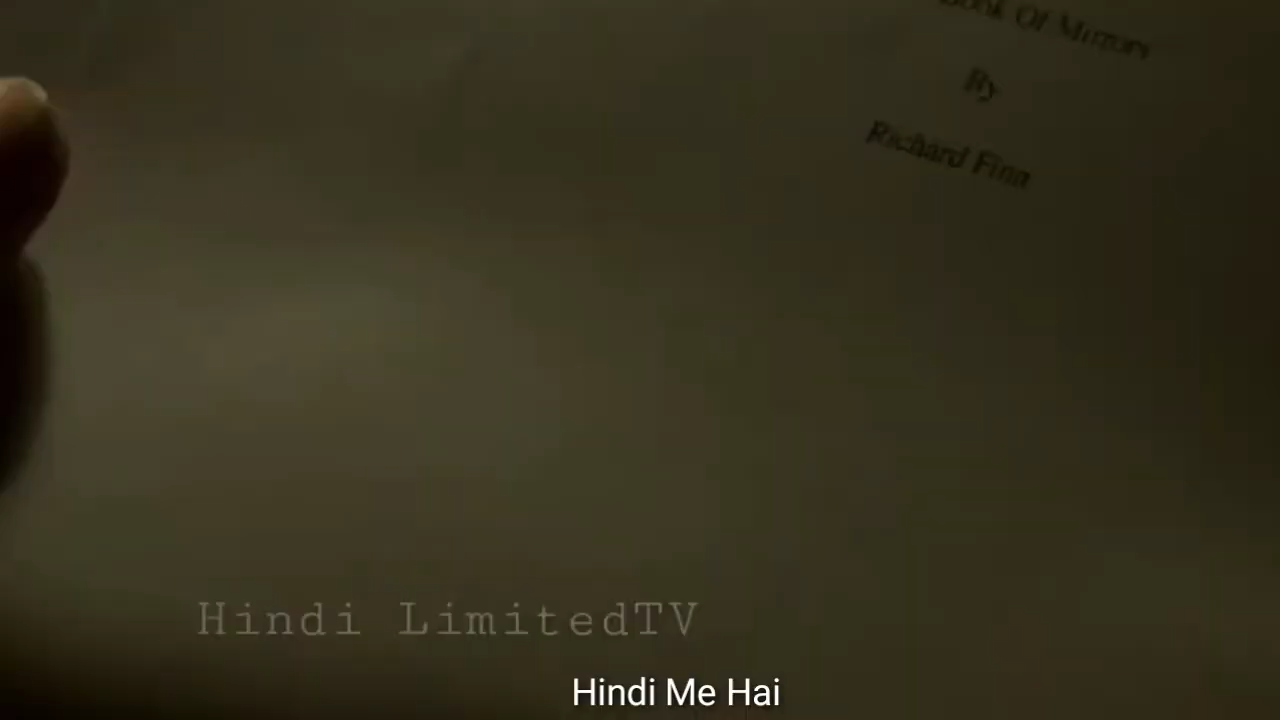 Book Of Mirrors
By
Richard Finn
Hindi LimitedTV
Hindi Me Hai